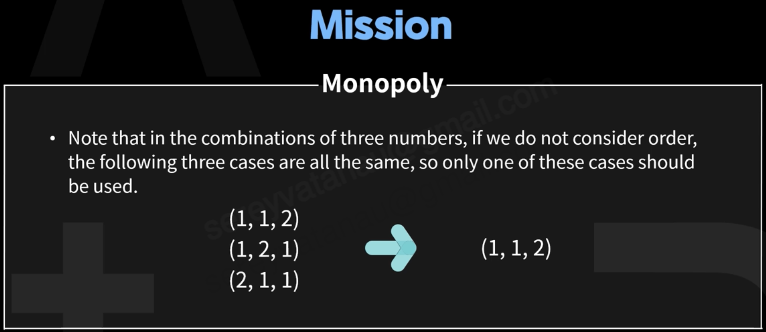 Mission
Monopoly
• Note that in the combinations of three numbers, if we do not consider order,
the following three cases are all the same, so only one of these cases should
be used.
(1, 1, 2)
(1, 2, 1)
(2, 1, 1)
(1, 1, 2)